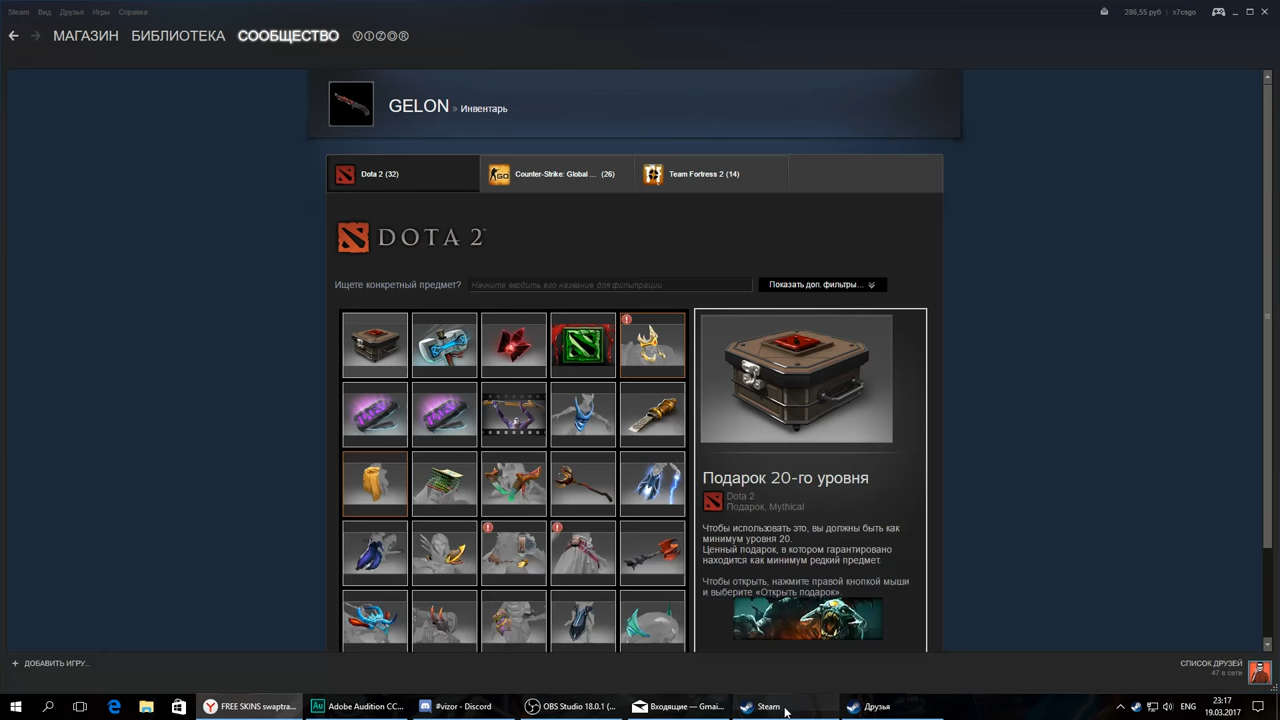 Steam Вид Друзья Игры Справка
286,55 руб x7csgo
МАГАЗИН БИБЛИОТЕКА СООБЩЕСТВО ⓋⒾⓏⓄⓇ
GELON » Инвентарь
Dota 2 (32)
Counter-Strike: Global ... (26)
Team Fortress 2 (14)
DOTA 2
Ищете конкретный предмет?
Начните вводить его название для фильтрации
Показать доп. фильтры...
Подарок 20-го уровня
Dota 2
Подарок, Mythical
Чтобы использовать это, вы должны быть как
минимум уровня 20.
Ценный подарок, в котором гарантировано
находится как минимум редкий предмет.
Чтобы открыть, нажмите правой кнопкой мыши
и выберите «Открыть подарок».
+ ДОБАВИТЬ ИГРУ...
СПИСОК ДРУЗЕЙ
47 в сети
FREE SKINS swaptra...
Adobe Audition CC...
#vizor - Discord
OBS Studio 18.0.1 (...
Входящие — Gmai...
Steam
Друзья
23:17
19.03.2017